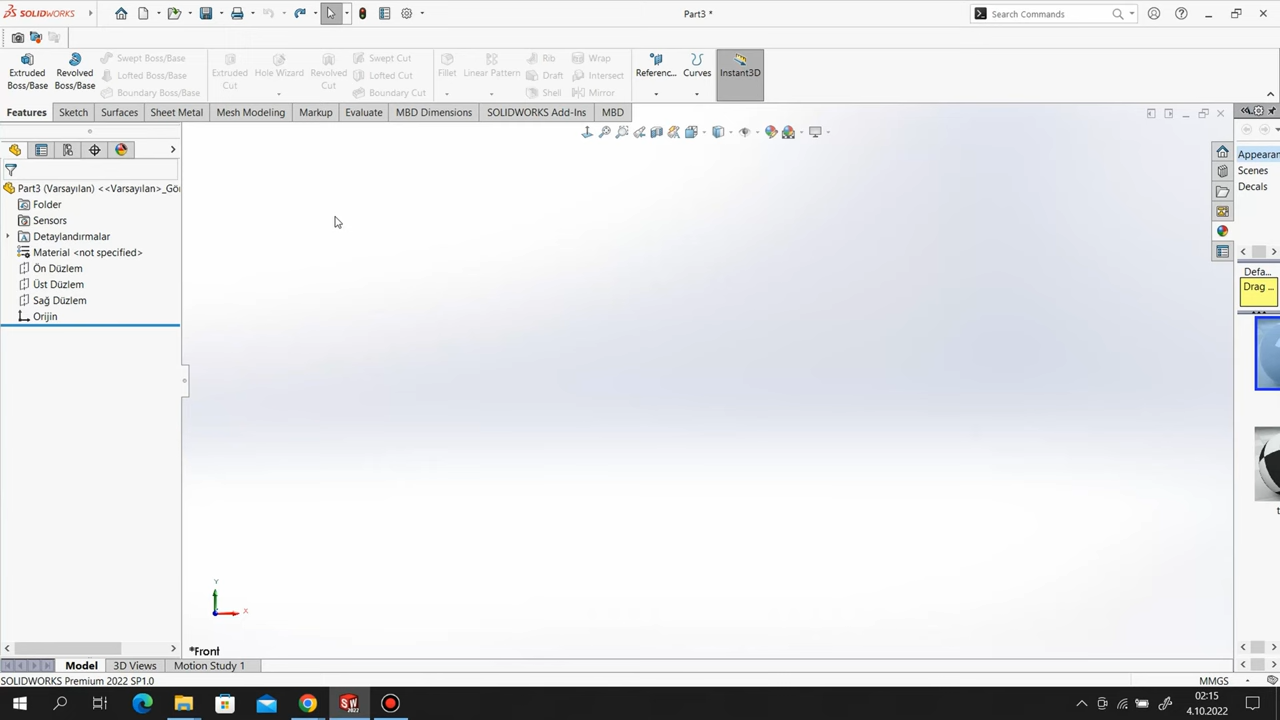 SOLIDWORKS
Part3 *
Search Commands
Extruded Boss/Base
Revolved Boss/Base
Swept Boss/Base
Lofted Boss/Base
Boundary Boss/Base
Extruded Cut
Hole Wizard
Revolved Cut
Swept Cut
Lofted Cut
Boundary Cut
Fillet
Linear Pattern
Rib
Draft
Shell
Wrap
Intersect
Mirror
Referenc...
Curves
Instant3D
Features
Sketch
Surfaces
Sheet Metal
Mesh Modeling
Markup
Evaluate
MBD Dimensions
SOLIDWORKS Add-Ins
MBD
Part3 (Varsayılan) <<Varsayılan>_Gö
Folder
Sensors
Detaylandırmalar
Material <not specified>
Ön Düzlem
Üst Düzlem
Sağ Düzlem
Orijin
Appearan
Scenes
Decals
Defa...
Drag ...
Y
X
*Front
Model
3D Views
Motion Study 1
SOLIDWORKS Premium 2022 SP1.0
MMGS
SW
2022
02:15
4.10.2022